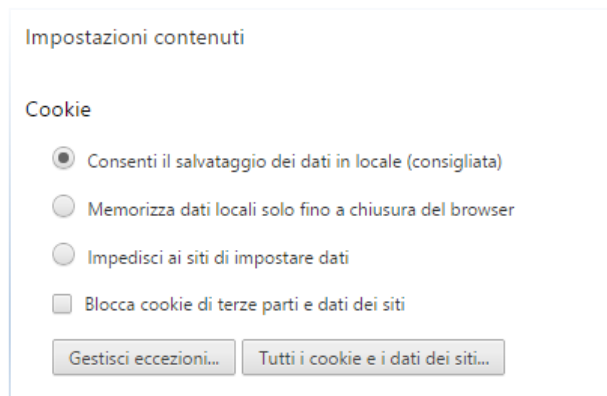 Impostazioni contenuti
Cookie
Consenti il salvataggio dei dati in locale (consigliata)
Memorizza dati locali solo fino a chiusura del browser
Impedisci ai siti di impostare dati
Blocca cookie di terze parti e dati dei siti
Gestisci eccezioni... Tutti i cookie e i dati dei siti...